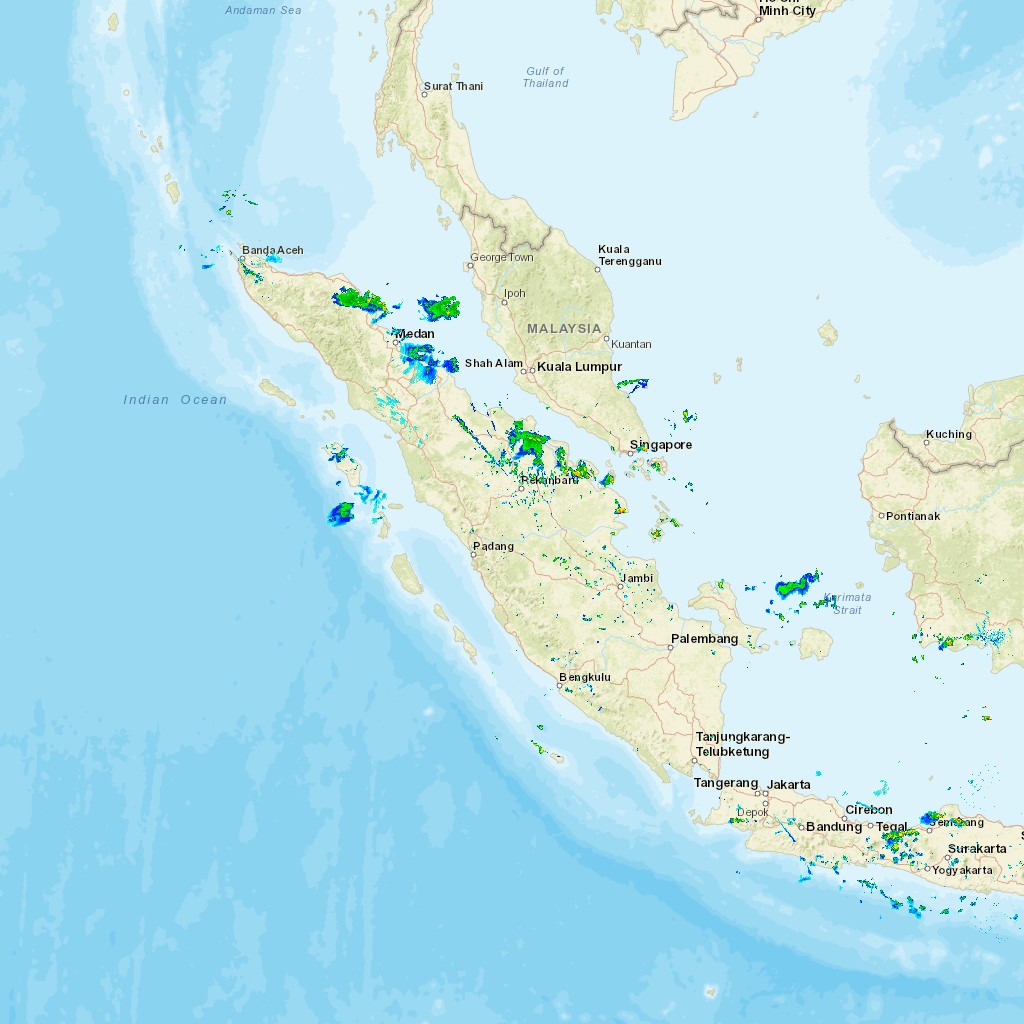 Andaman Sea
Minh City
Gulf of
Thailand
Surat Thani
Banda Aceh
George Town
Kuala
Terengganu
Ipoh
MALAYSIA
Medan
Kuantan
Shah Alam
Kuala Lumpur
Indian Ocean
Kuching
Singapore
Pekanbaru
Pontianak
Padang
Jambi
Karimata
Strait
Palembang
Bengkulu
Tanjungkarang-
Telubketung
Tangerang
Jakarta
Depok
Cirebon
Bandung
Tegal
Semarang
Surakarta
Yogyakarta